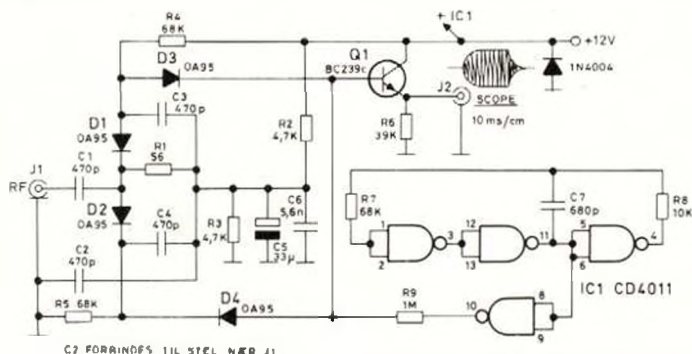 R4
68K
+ IC1
Q1
BC239c
+12V
1N4004
D3
OA95
C3
470p
J2
SCOPE
10 ms/cm
R2
4,7K
R6
39K
D1
OA95
R1
56
J1
RF
C1
470p
D2
OA95
C4
470p
R3
4,7K
C6
5,6n
C5
33µ
C2
470p
R7
68K
C7
680p
R8
10K
1
2
3
12
13
11
5
6
4
IC1 CD4011
R5 68K
D4
OA95
R9
1M
10
8
9
C2 FORBINDES TIL STEL NÆR J1